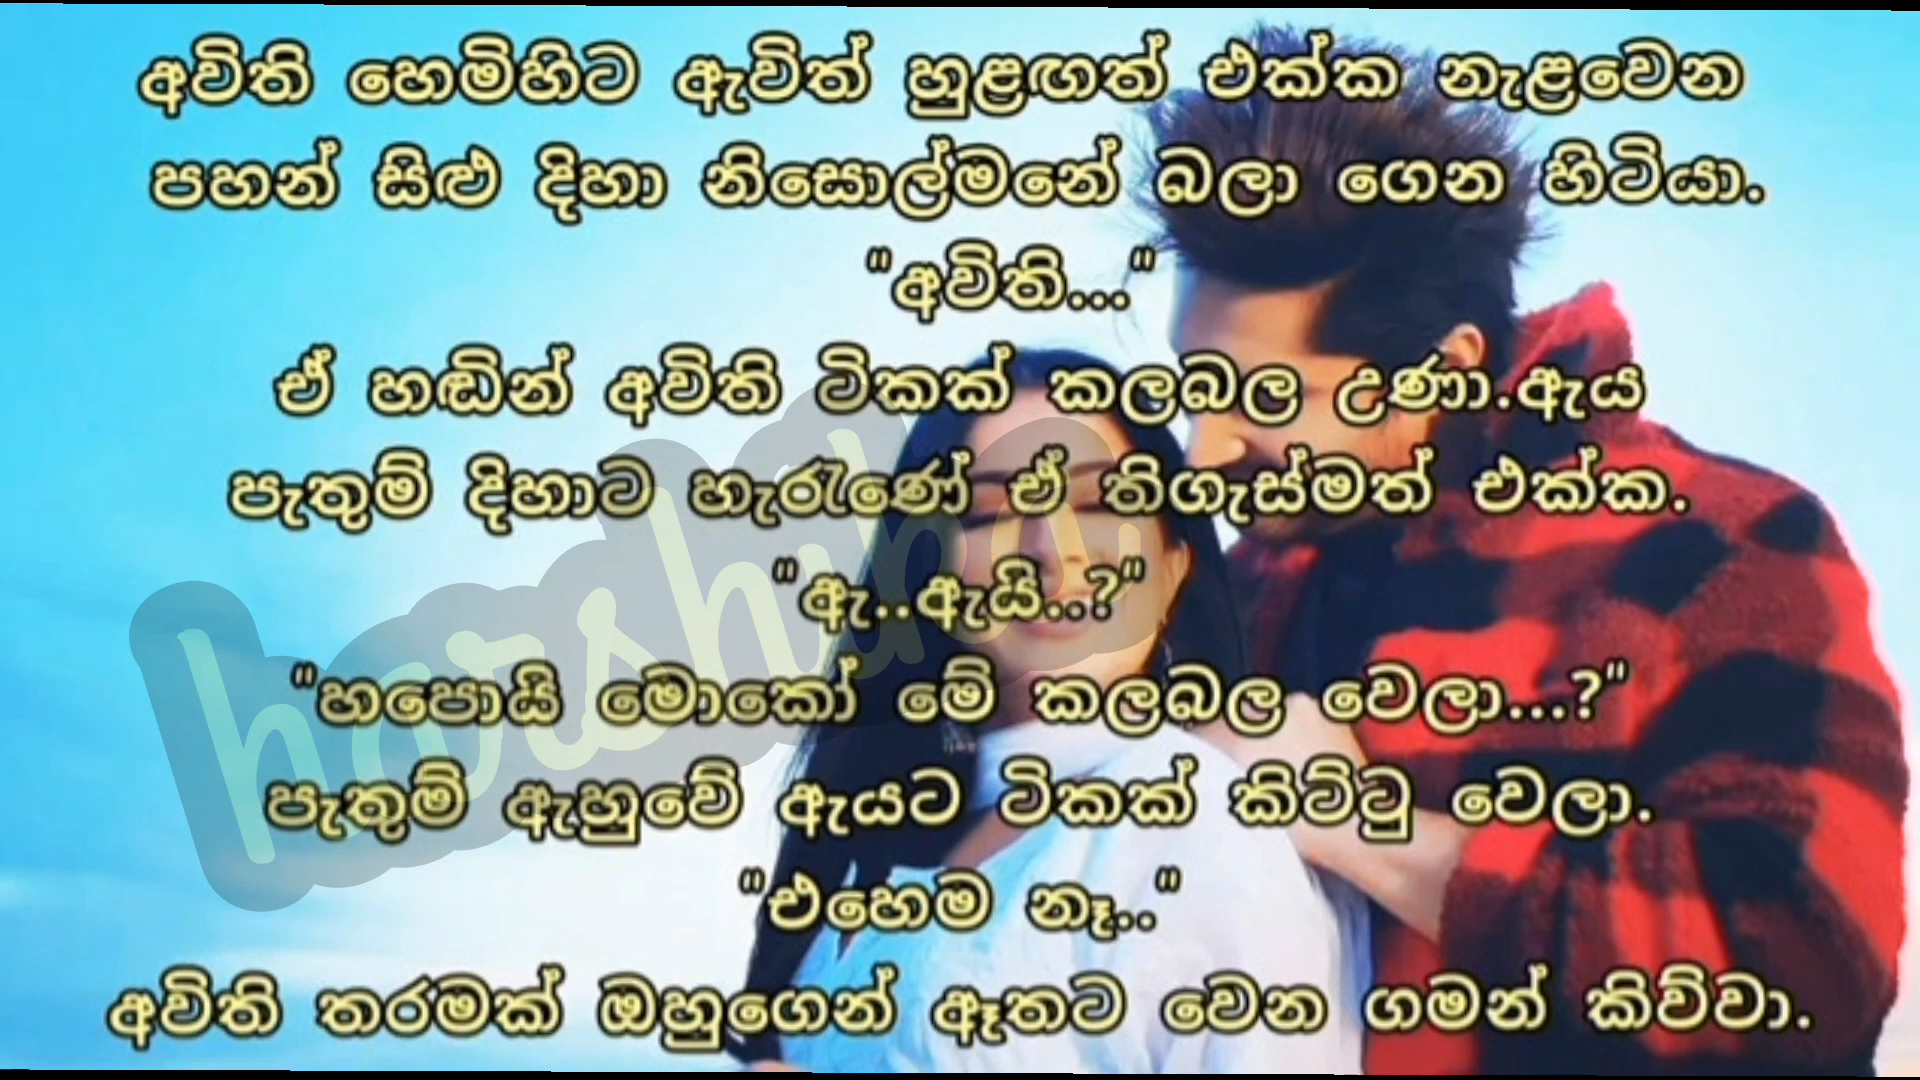 අවිති හෙමිහිට ඇවිත් හුළඟත් එක්ක නැළවෙන
පහන් සිළු දිහා නිසොල්මනේ බලා ගෙන හිටියා.
"අවිති..."
ඒ හඬින් අවිති ටිකක් කලබල උණා.ඇය
පැතුම් දිහාට හැරුණේ ඒ තිගැස්මත් එක්ක.
"ඇ..ඇයි..?"
"හපොයි මොකෝ මේ කලබල වෙලා...?"
පැතුම් ඇහුවේ ඇයට ටිකක් කිට්ටු වෙලා.
"එහෙම නෑ.."
අවිති තරමක් ඔහුගෙන් ඈතට වෙන ගමන් කිව්වා.